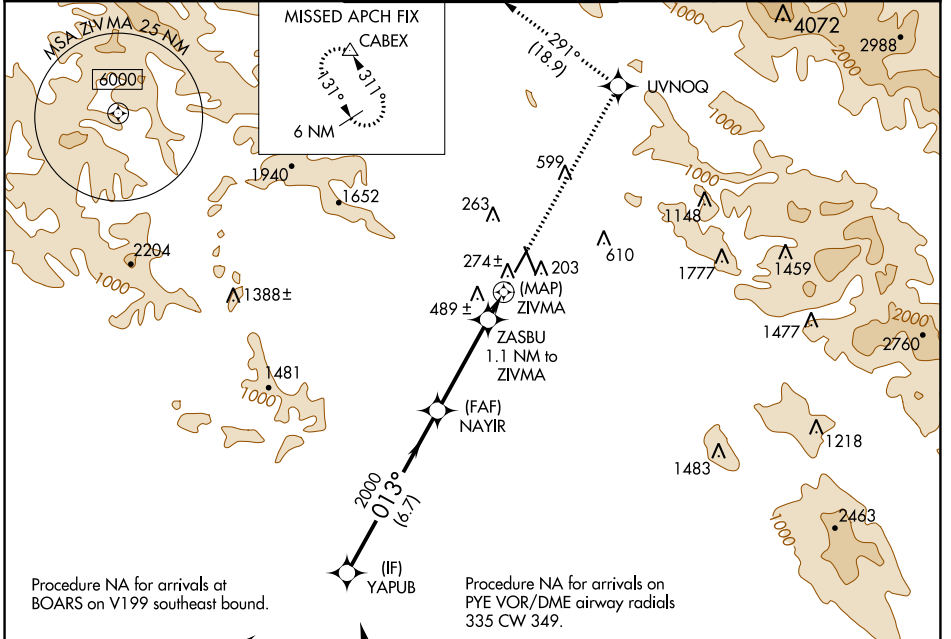 MSA ZIVMA 25 NM
6000
MISSED APCH FIX
CABEX
131°
311°
6 NM
291°
(18.9)
UVNOQ
1000
4072
2988
2000
1000
1000
1940
1652
599
263
1148
610
2204
1000
1388±
274±
203
1777
1459
(MAP)
ZIVMA
489 ±
1477
2000
2760
ZASBU
1.1 NM to
ZIVMA
1481
1000
(FAF)
NAYIR
1218
1483
2000
013°
(6.7)
2463
1000
(IF)
YAPUB
Procedure NA for arrivals at
BOARS on V199 southeast bound.
Procedure NA for arrivals on
PYE VOR/DME airway radials
335 CW 349.